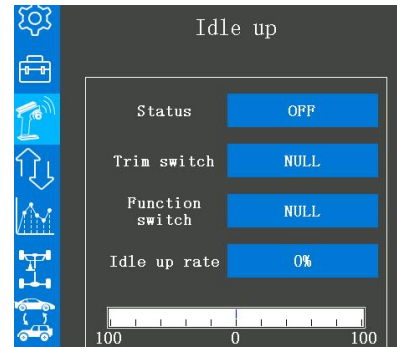 Idle up
Status OFF
Trim switch NULL
Function
switch NULL
Idle up rate 0%
100 0 100